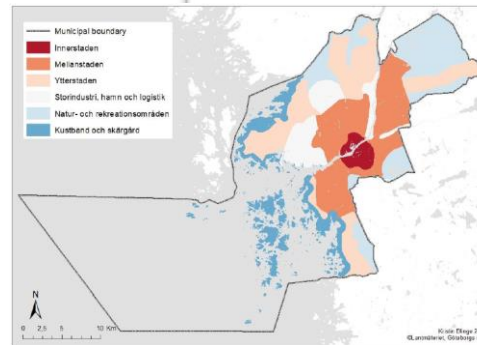 Municipal boundary
Innerstaden
Mellanstaden
Ytterstaden
Storindustri, hamn och logistik
Natur- och rekreationsområden
Kustband och skärgård
N
0 2,5 5 10 Km
©Lantmäteriet, Göteborgs